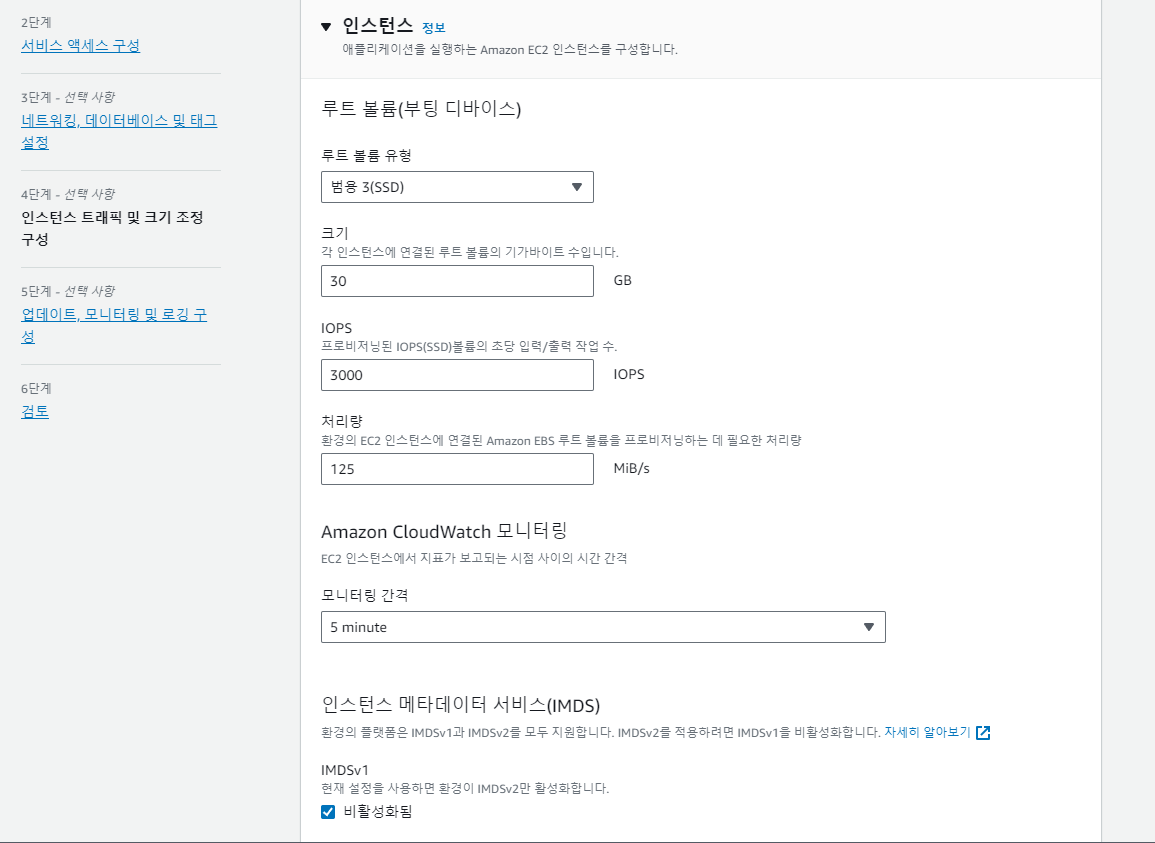 2단계
서비스 액세스 구성
3단계 - 선택 사항
네트워킹, 데이터베이스 및 태그
설정
4단계 - 선택 사항
인스턴스 트래픽 및 크기 조정
구성
5단계 - 선택 사항
업데이트, 모니터링 및 로깅 구
성
6단계
검토
인스턴스 정보
애플리케이션을 실행하는 Amazon EC2 인스턴스를 구성합니다.
루트 볼륨(부팅 디바이스)
루트 볼륨 유형
범용 3(SSD)
크기
각 인스턴스에 연결된 루트 볼륨의 기가바이트 수입니다.
30 GB
IOPS
프로비저닝된 IOPS(SSD)볼륨의 초당 입력/출력 작업 수.
3000 IOPS
처리량
환경의 EC2 인스턴스에 연결된 Amazon EBS 루트 볼륨을 프로비저닝하는 데 필요한 처리량
125 MiB/s
Amazon CloudWatch 모니터링
EC2 인스턴스에서 지표가 보고되는 시점 사이의 시간 간격
모니터링 간격
5 minute
인스턴스 메타데이터 서비스(IMDS)
환경의 플랫폼은 IMDSv1과 IMDSv2를 모두 지원합니다. IMDSv2를 적용하려면 IMDSv1을 비활성화합니다. 자세히 알아보기
IMDSv1
현재 설정을 사용하면 환경이 IMDSv2만 활성화합니다.
비활성화됨